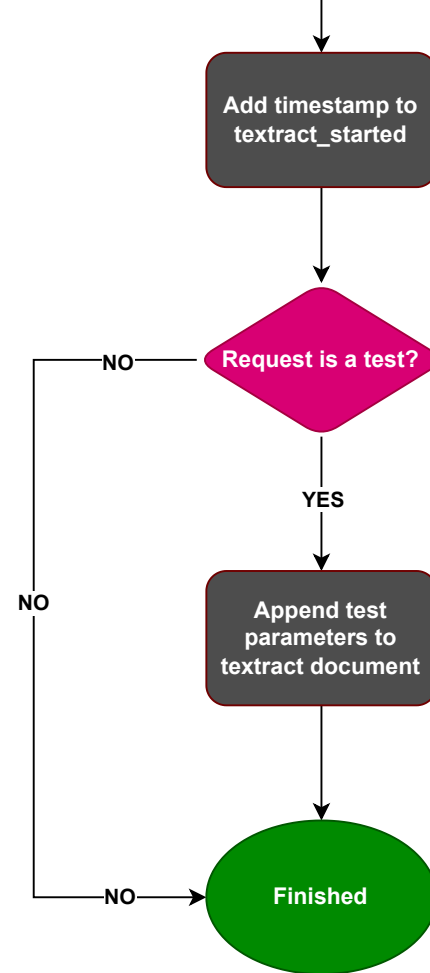 Add timestamp to
textract_started
Request is a test?
NO
YES
NO
Append test
parameters to
textract document
NO
Finished